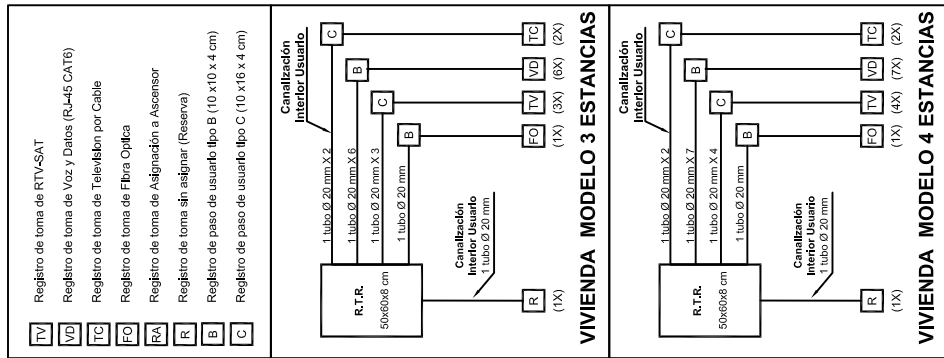 TV Registro de toma de RTV-SAT
VD Registro de toma de Voz y Datos (RJ-45 CAT6)
TC Registro de toma de Television por Cable
FO Registro de toma de Fibra Optica
RA Registro de toma de Asignación a Ascensor
R Registro de toma sin asignar (Reserva)
B Registro de paso de usuario tipo B (10 x10 x 4 cm)
C Registro de paso de usuario tipo C (10 x16 x 4 cm)
Canalización
Interior Usuario
R.T.R.
50x60x8 cm
1 tubo Ø 20 mm X 2
C
TC
(2X)
1 tubo Ø 20 mm X 6
B
VD
(6X)
1 tubo Ø 20 mm X 3
C
TV
(3X)
1 tubo Ø 20 mm
B
FO
(1X)
Canalización
Interior Usuario
1 tubo Ø 20 mm
R
(1X)
VIVIENDA MODELO 3 ESTANCIAS
Canalización
Interior Usuario
R.T.R.
50x60x8 cm
1 tubo Ø 20 mm X 2
C
TC
(2X)
1 tubo Ø 20 mm X 7
B
VD
(7X)
1 tubo Ø 20 mm X 4
C
TV
(4X)
1 tubo Ø 20 mm
B
FO
(1X)
Canalización
Interior Usuario
1 tubo Ø 20 mm
R
(1X)
VIVIENDA MODELO 4 ESTANCIAS